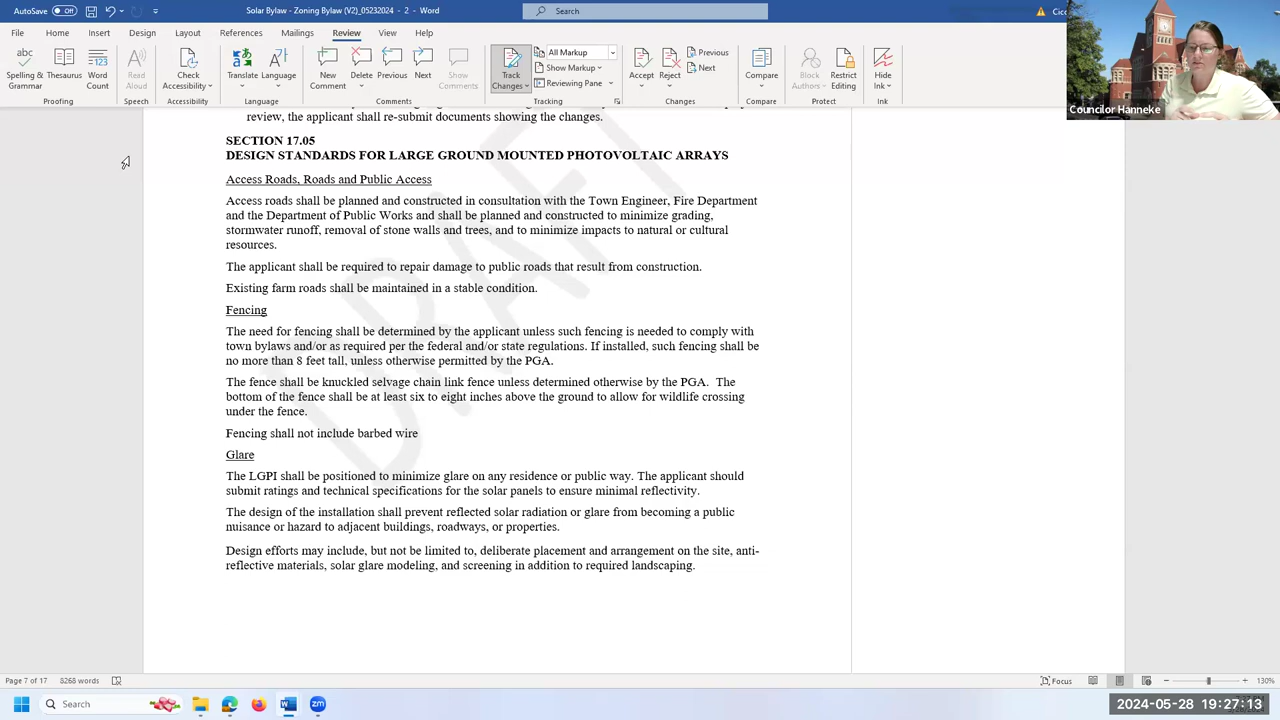 AutoSave Off Solar Bylaw - Zoning Bylaw (V2)_05232024 - 2 - Word Search
File Home Insert Design Layout References Mailings Review View Help
Spelling & Grammar Thesaurus Word Count Read Aloud Check Accessibility Translate Language New Comment Delete Previous Next Show Comments Track Changes All Markup Show Markup Reviewing Pane Accept Reject Previous Next Compare Block Authors Restrict Editing Hide Ink
Proofing Speech Accessibility Language Comments Tracking Changes Compare Protect Ink
Councilor Hanneke
review, the applicant shall re-submit documents showing the changes.
SECTION 17.05
DESIGN STANDARDS FOR LARGE GROUND MOUNTED PHOTOVOLTAIC ARRAYS
Access Roads, Roads and Public Access
Access roads shall be planned and constructed in consultation with the Town Engineer, Fire Department
and the Department of Public Works and shall be planned and constructed to minimize grading,
stormwater runoff, removal of stone walls and trees, and to minimize impacts to natural or cultural
resources.
The applicant shall be required to repair damage to public roads that result from construction.
Existing farm roads shall be maintained in a stable condition.
Fencing
The need for fencing shall be determined by the applicant unless such fencing is needed to comply with
town bylaws and/or as required per the federal and/or state regulations. If installed, such fencing shall be
no more than 8 feet tall, unless otherwise permitted by the PGA.
The fence shall be knuckled selvage chain link fence unless determined otherwise by the PGA. The
bottom of the fence shall be at least six to eight inches above the ground to allow for wildlife crossing
under the fence.
Fencing shall not include barbed wire
Glare
The LGPI shall be positioned to minimize glare on any residence or public way. The applicant should
submit ratings and technical specifications for the solar panels to ensure minimal reflectivity.
The design of the installation shall prevent reflected solar radiation or glare from becoming a public
nuisance or hazard to adjacent buildings, roadways, or properties.
Design efforts may include, but not be limited to, deliberate placement and arrangement on the site, anti-
reflective materials, solar glare modeling, and screening in addition to required landscaping.
DRAFT
Page 7 of 17 8268 words Focus 130%
Search
2024-05-28 19:27:13